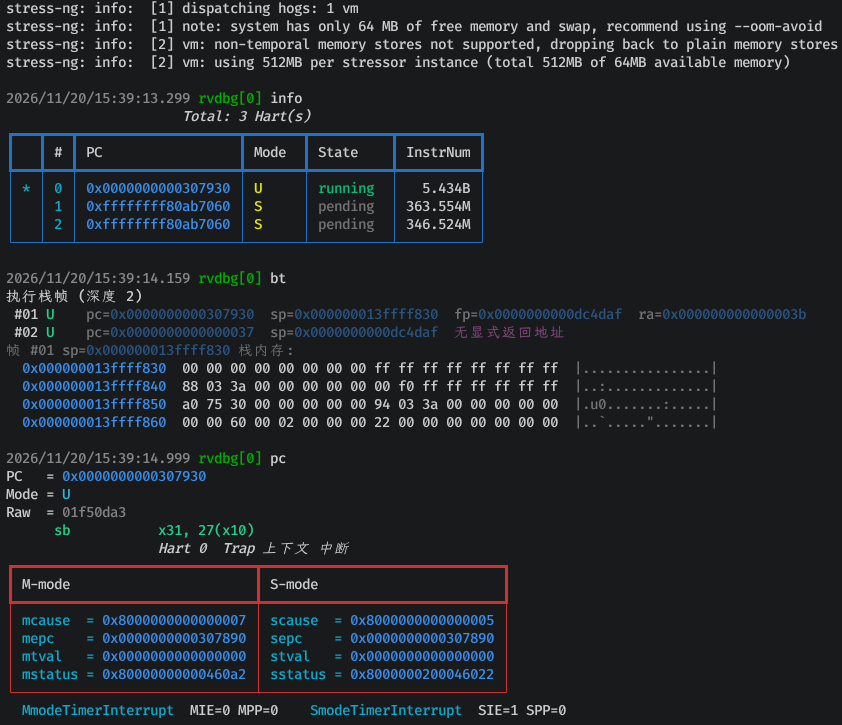 stress-ng: info:  [1] dispatching hogs: 1 vm
stress-ng: info:  [1] note: system has only 64 MB of free memory and swap, recommend using --oom-avoid
stress-ng: info:  [2] vm: non-temporal memory stores not supported, dropping back to plain memory stores
stress-ng: info:  [2] vm: using 512MB per stressor instance (total 512MB of 64MB available memory)
2026/11/20/15:39:13.299 rvdbg[0] info
Total: 3 Hart(s)
# PC Mode State InstrNum
* 0 0x0000000000307930 U running 5.434B
1 0xffffffff80ab7060 S pending 363.554M
2 0xffffffff80ab7060 S pending 346.524M
2026/11/20/15:39:14.159 rvdbg[0] bt
执行栈帧 (深度 2)
#01 U pc=0x0000000000307930 sp=0x000000013ffff830 fp=0x0000000000dc4daf ra=0x000000000000003b
#02 U pc=0x0000000000000037 sp=0x0000000000dc4daf 无显式返回地址
帧 #01 sp=0x000000013ffff830 栈内存:
0x000000013ffff830 00 00 00 00 00 00 00 00 ff ff ff ff ff ff ff ff |................|
0x000000013ffff840 88 03 3a 00 00 00 00 00 00 f0 ff ff ff ff ff ff |..:.............|
0x000000013ffff850 a0 75 30 00 00 00 00 00 94 03 3a 00 00 00 00 00 |.u0.......:.....|
0x000000013ffff860 00 00 60 00 02 00 00 00 22 00 00 00 00 00 00 00 |..`.....".......|
2026/11/20/15:39:14.999 rvdbg[0] pc
PC = 0x0000000000307930
Mode = U
Raw = 01f50da3
sb x31, 27(x10)
Hart 0 Trap 上下文 中断
M-mode S-mode
mcause = 0x8000000000000007 scause = 0x8000000000000005
mepc = 0x0000000000307890 sepc = 0x0000000000307890
mtval = 0x0000000000000000 stval = 0x0000000000000000
mstatus = 0x80000000000460a2 sstatus = 0x8000000200046022
MmodeTimerInterrupt MIE=0 MPP=0 SmodeTimerInterrupt SIE=1 SPP=0